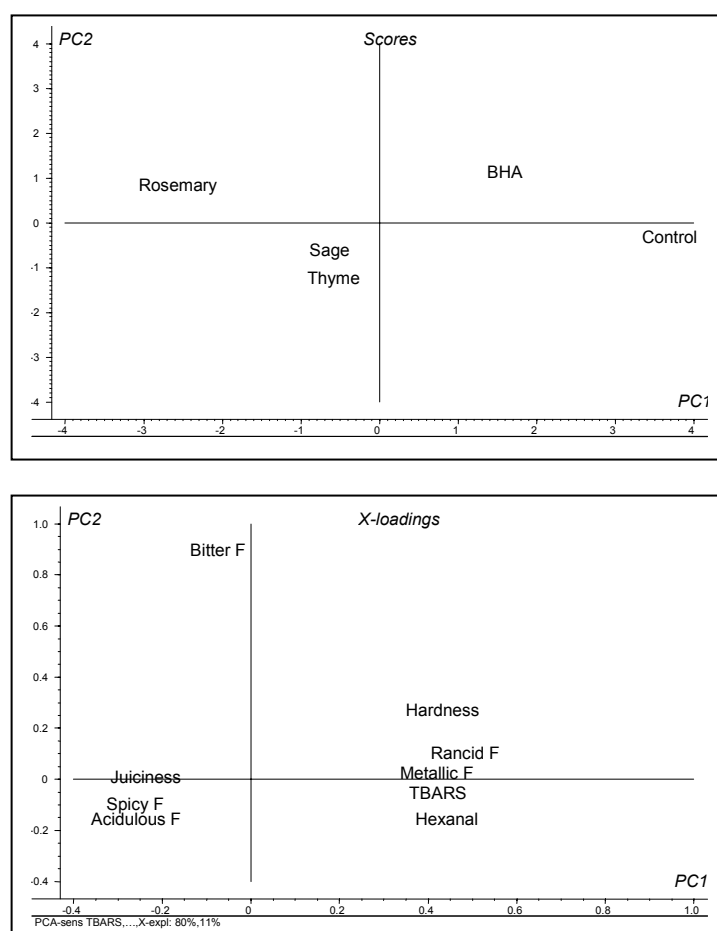 PC2 Scores
4
3
2
1
0
-1
-2
-3
-4
Rosemary
BHA
Control
Sage
Thyme
PC1
-4 -3 -2 -1 0 1 2 3 4
PC2 X-loadings
1.0
0.8
0.6
0.4
0.2
0
-0.2
-0.4
Bitter F
Hardness
Rancid F
Metallic F
Juiciness
TBARS
Spicy F
Acidulous F
Hexanal
PC1
-0.4 -0.2 0 0.2 0.4 0.6 0.8 1.0
PCA-sens TBARS,…,X-expl: 80%,11%